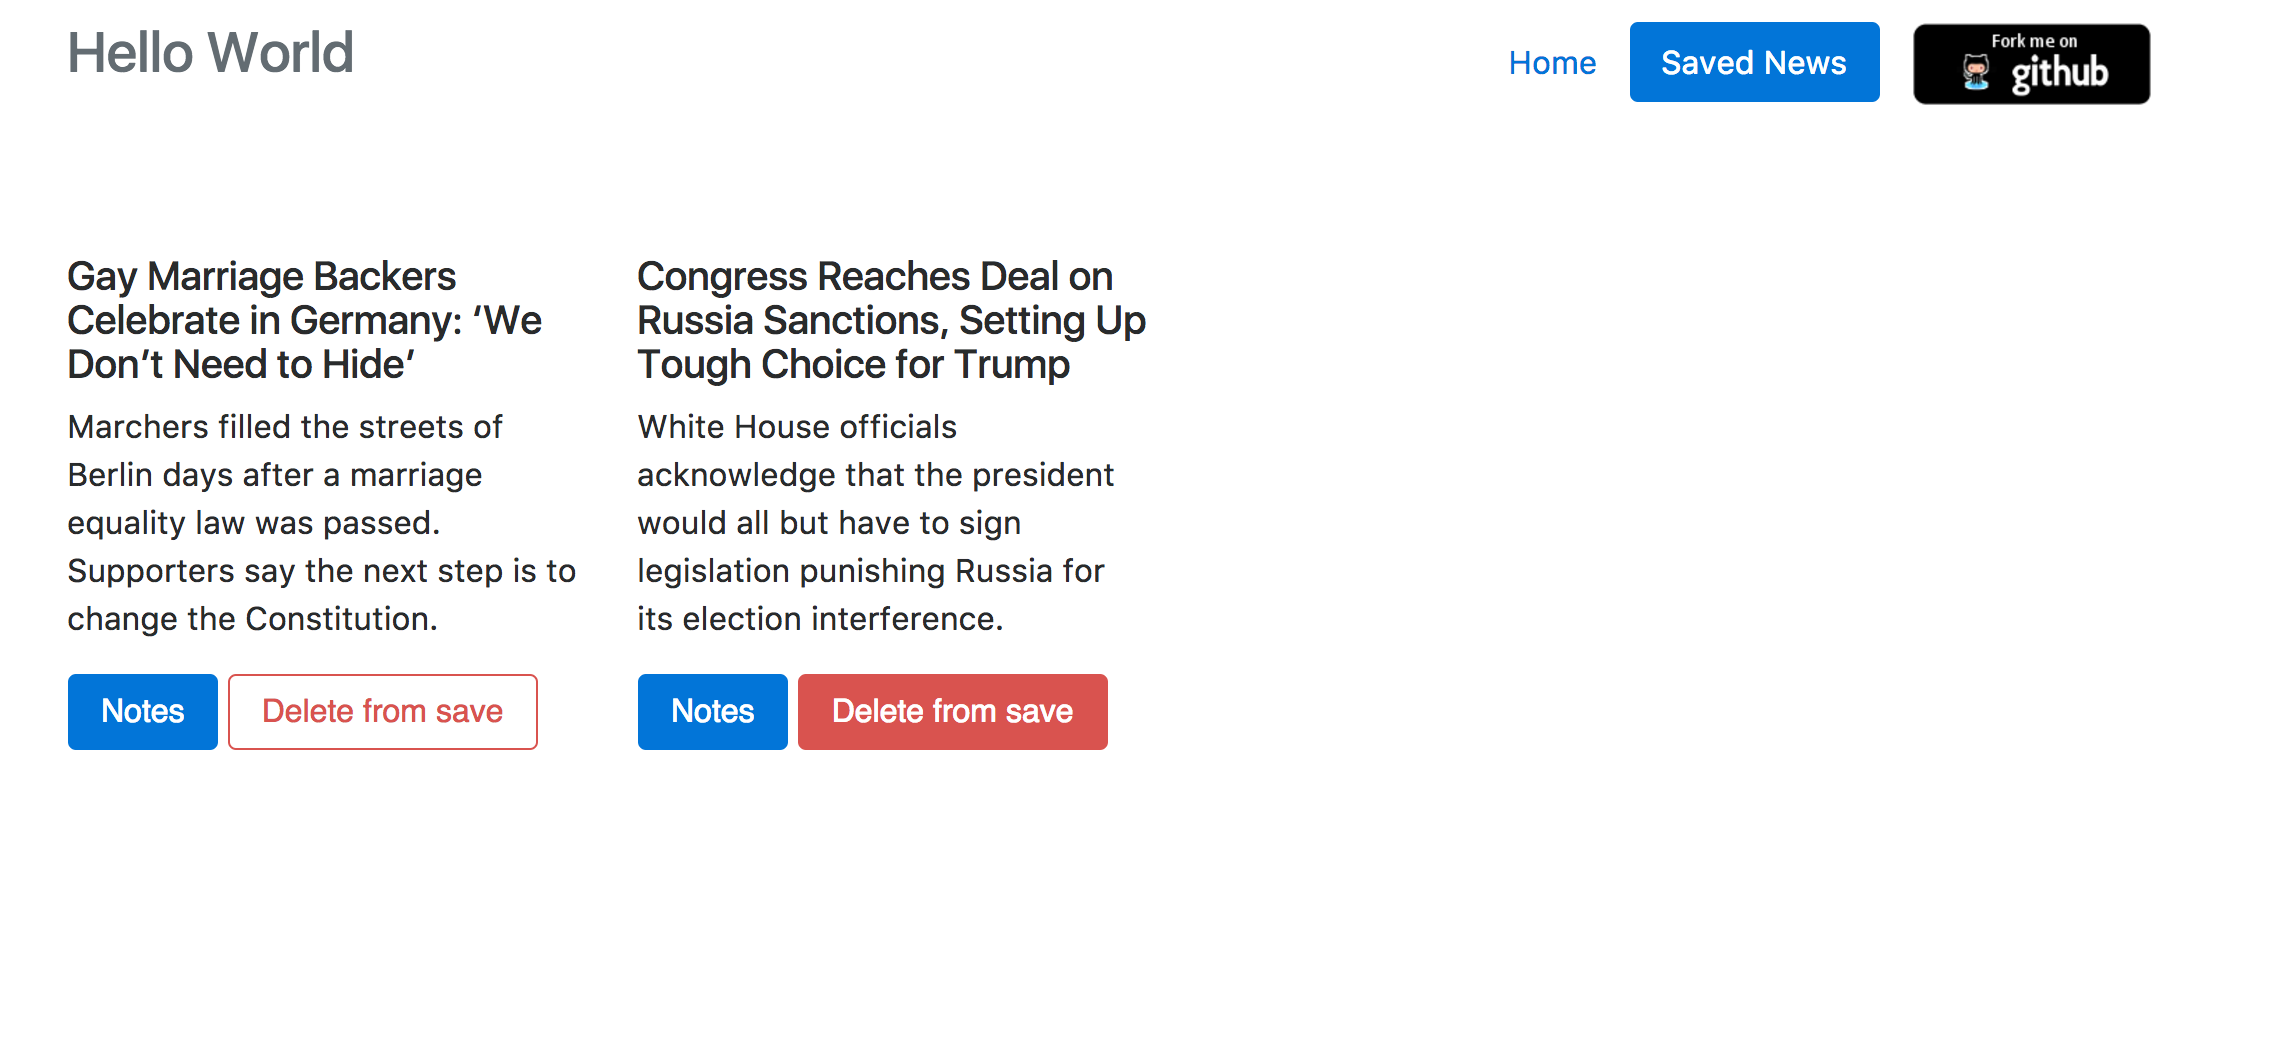 Hello World
Home
Saved News
Fork me on
github
Gay Marriage Backers
Celebrate in Germany: ‘We
Don’t Need to Hide’
Marchers filled the streets of
Berlin days after a marriage
equality law was passed.
Supporters say the next step is to
change the Constitution.
Notes
Delete from save
Congress Reaches Deal on
Russia Sanctions, Setting Up
Tough Choice for Trump
White House officials
acknowledge that the president
would all but have to sign
legislation punishing Russia for
its election interference.
Notes
Delete from save